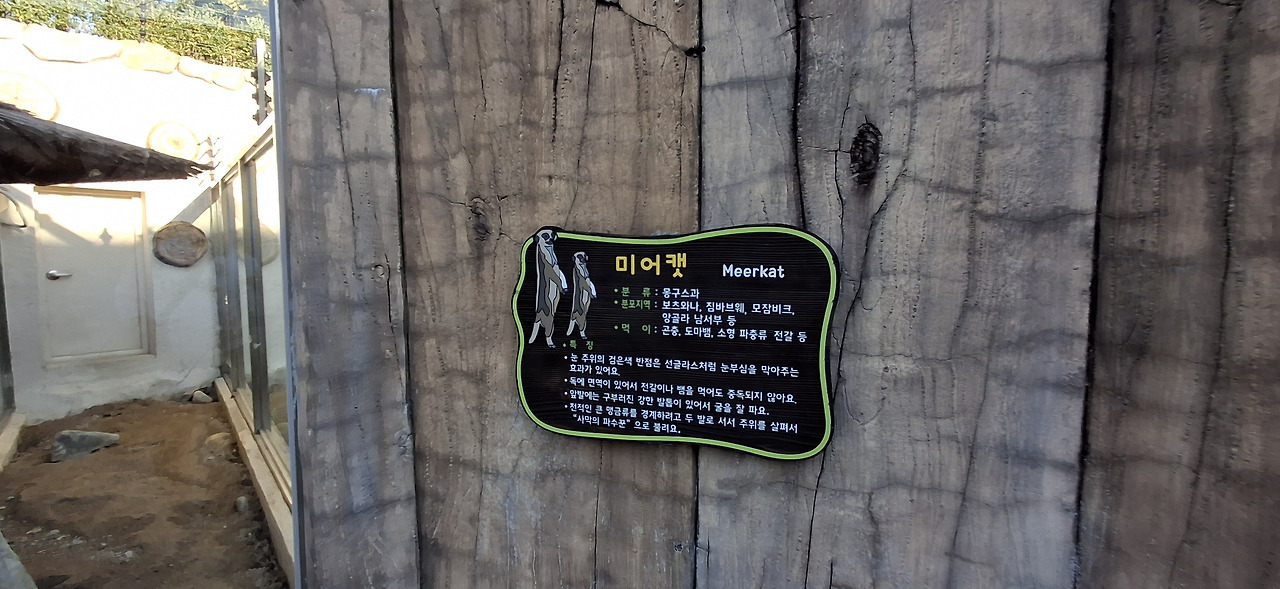 미어캣 Meerkat
• 분 류 : 몽구스과
• 분포지역 : 보츠와나, 짐바브웨, 모잠비크,
앙골라 남서부 등
• 먹 이 : 곤충, 도마뱀, 소형 파충류 전갈 등
• 특 징
• 눈 주위의 검은색 반점은 선글라스처럼 눈부심을 막아주는
효과가 있어요.
• 독에 면역이 있어서 전갈이나 뱀을 먹어도 중독되지 않아요.
• 앞발에는 구부러진 강한 발톱이 있어서 굴을 잘 파요.
• 천적인 큰 맹금류를 경계하려고 두 발로 서서 주위를 살펴서
"사막의 파수꾼" 으로 불려요.